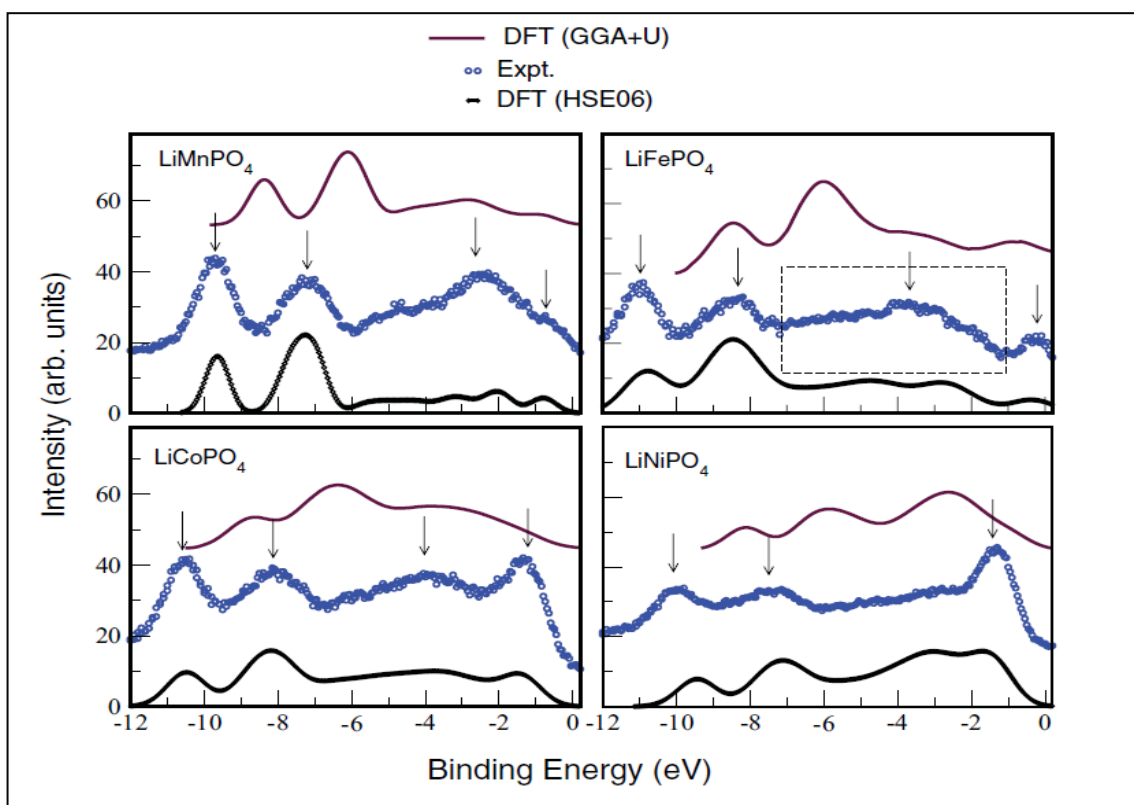 DFT (GGA+U)
Expt.
DFT (HSE06)
LiMnPO4
LiFePO4
60
40
20
0
LiCoPO4
LiNiPO4
60
40
20
0
-12 -10 -8 -6 -4 -2 0
-12 -10 -8 -6 -4 -2 0
Intensity (arb. units)
Binding Energy (eV)